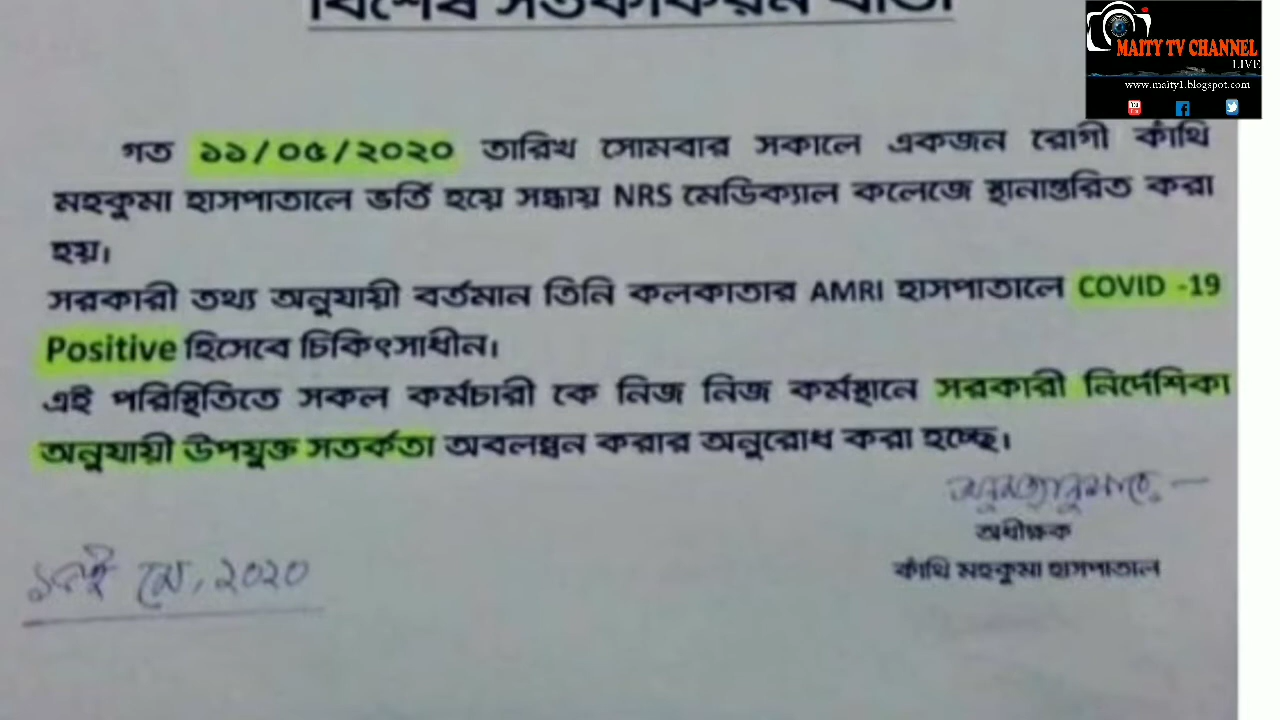 বিশেষ সতর্কীকরন বার্তা
MAITY TV CHANNEL
LIVE
www.maity1.blogspot.com
গত ১১/০৫/২০২০ তারিখ সোমবার সকালে একজন রোগী কাঁথি
মহকুমা হাসপাতালে ভর্তি হয়ে সন্ধায় NRS মেডিক্যাল কলেজে স্থানান্তরিত করা
হয়।
সরকারী তথ্য অনুযায়ী বর্তমান তিনি কলকাতার AMRI হাসপাতালে COVID -19
Positive হিসেবে চিকিৎসাধীন।
এই পরিস্থিতিতে সকল কর্মচারী কে নিজ নিজ কর্মস্থানে সরকারী নির্দেশিকা
অনুযায়ী উপযুক্ত সতর্কতা অবলম্বন করার অনুরোধ করা হচ্ছে।
অধীক্ষক
কাঁথি মহকুমা হাসপাতাল
মে, ২০২০